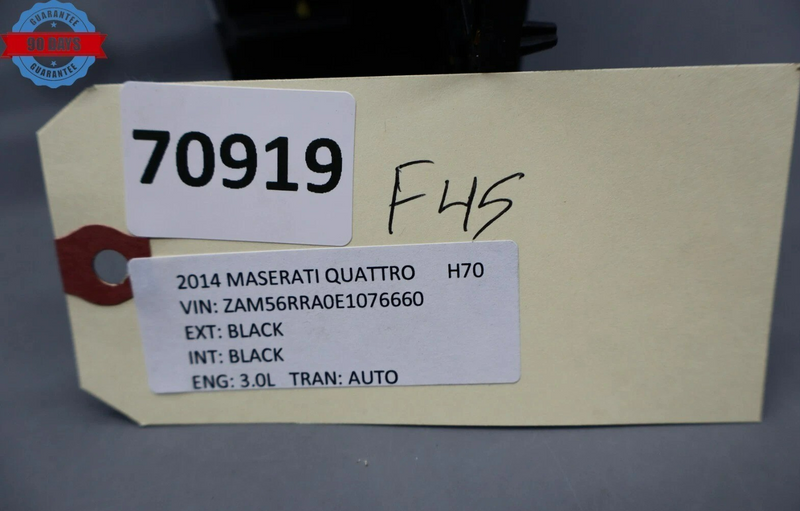 GUARANTEE
90 DAYS
GUARANTEE
70919
F45
2014 MASERATI QUATTRO H70
VIN: ZAM56RRA0E1076660
EXT: BLACK
INT: BLACK
ENG: 3.0L TRAN: AUTO